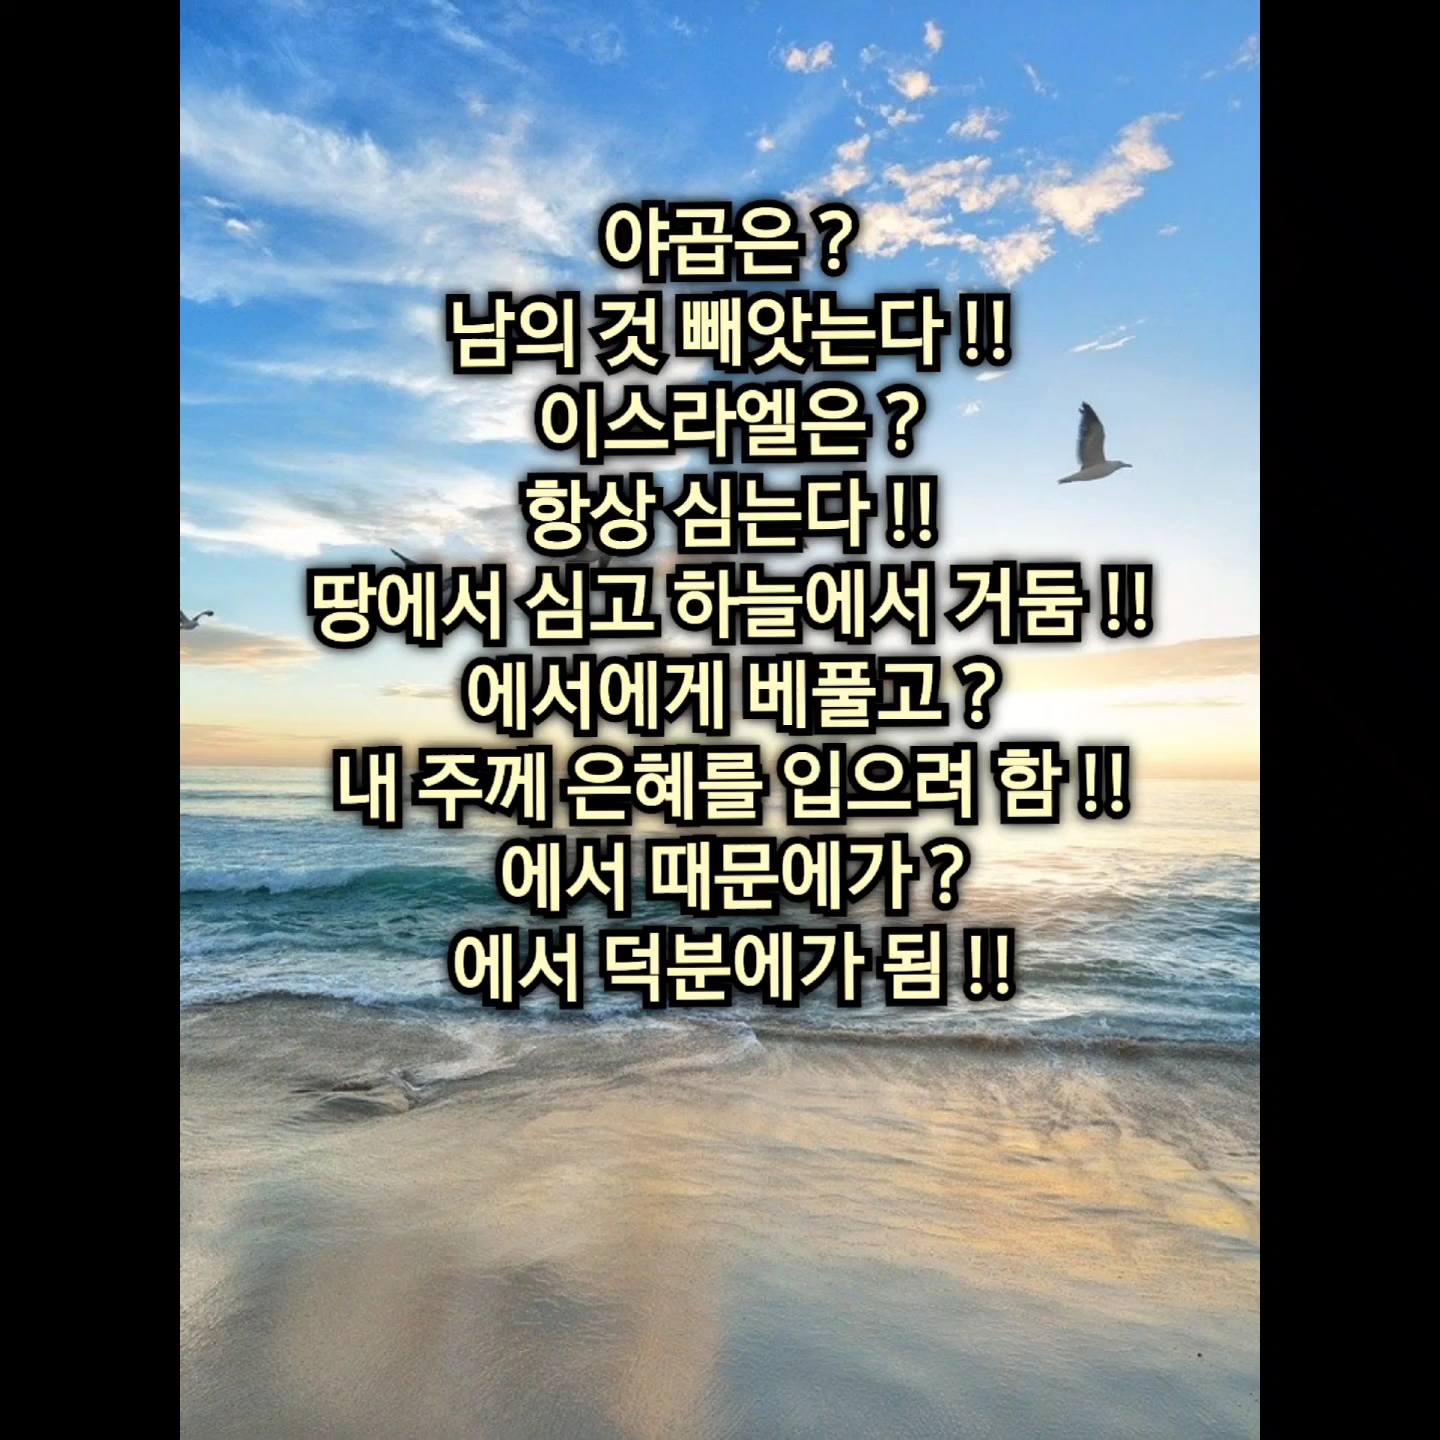 야곱은 ?
남의 것 빼앗는다 !!
이스라엘은 ?
항상 심는다 !!
땅에서 심고 하늘에서 거둠 !!
에서에게 베풀고 ?
내 주께 은혜를 입으려 함 !!
에서 때문에가 ?
에서 덕분에가 됨 !!